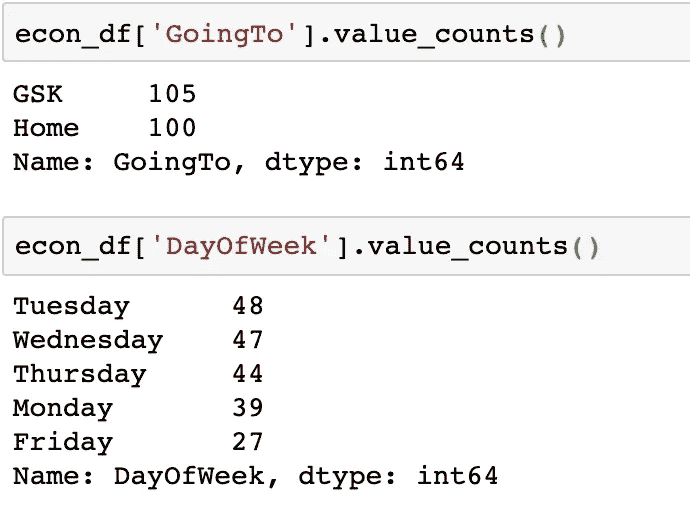 econ_df['GoingTo'].value_counts()
GSK     105
Home    100
Name: GoingTo, dtype: int64
econ_df['DayOfWeek'].value_counts()
Tuesday      48
Wednesday    47
Thursday     44
Monday       39
Friday       27
Name: DayOfWeek, dtype: int64